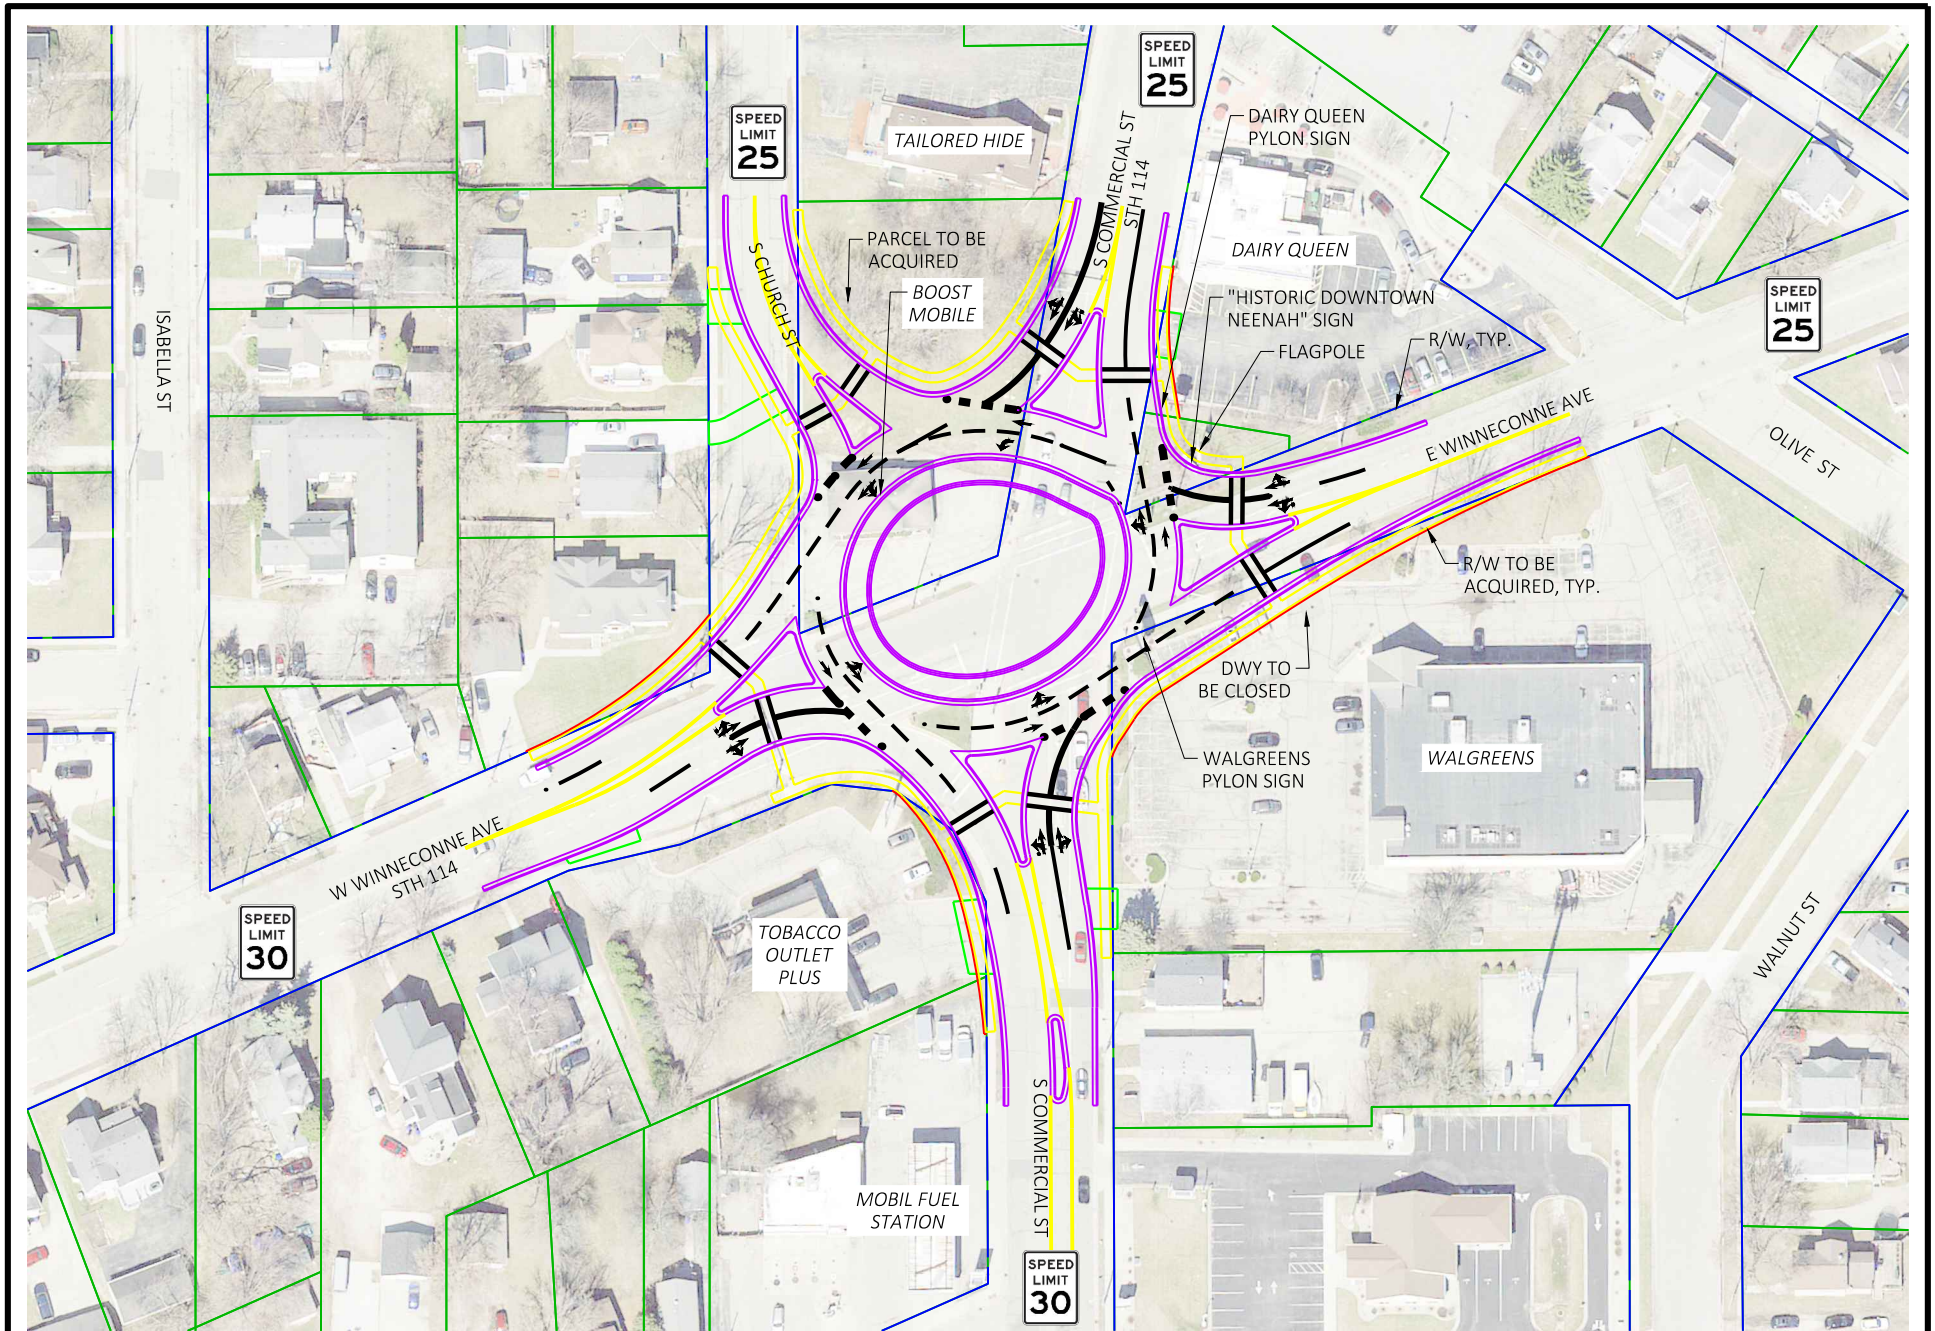 SPEED
LIMIT
25
SPEED
LIMIT
25
TAILORED HIDE
S COMMERCIAL ST
STH 114
DAIRY QUEEN
PYLON SIGN
PARCEL TO BE
ACQUIRED
S CHURCH ST
BOOST
MOBILE
DAIRY QUEEN
"HISTORIC DOWNTOWN
NEENAH" SIGN
FLAGPOLE
R/W, TYP.
SPEED
LIMIT
25
ISABELLA ST
E WINNECONNE AVE
OLIVE ST
R/W TO BE
ACQUIRED, TYP.
DWY TO
BE CLOSED
WALGREENS
PYLON SIGN
WALGREENS
W WINNECONNE AVE
STH 114
SPEED
LIMIT
30
TOBACCO
OUTLET
PLUS
WALNUT ST
S COMMERCIAL ST
MOBIL FUEL
STATION
SPEED
LIMIT
30